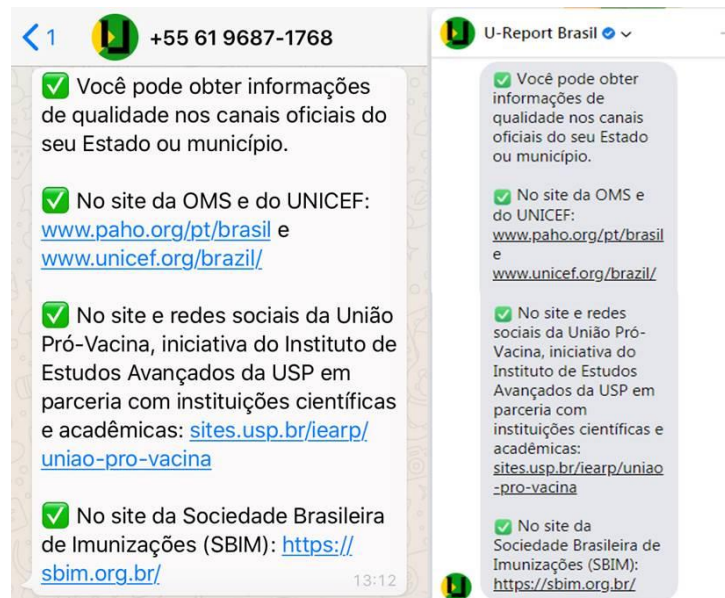 1
+55 61 9687-1768
✅ Você pode obter informações
de qualidade nos canais oficiais do
seu Estado ou município.
✅ No site da OMS e do UNICEF:
www.paho.org/pt/brasil e
www.unicef.org/brazil/
✅ No site e redes sociais da União
Pró-Vacina, iniciativa do Instituto de
Estudos Avançados da USP em
parceria com instituições científicas
e acadêmicas: sites.usp.br/iearp/
uniao-pro-vacina
✅ No site da Sociedade Brasileira
de Imunizações (SBIM): https://
sbim.org.br/
13:12
U-Report Brasil
✅ Você pode obter
informações de
qualidade nos canais
oficiais do seu Estado
ou município.
✅ No site da OMS e
do UNICEF:
www.paho.org/pt/brasil
e
www.unicef.org/brazil/
✅ No site e redes
sociais da União Pró-
Vacina, iniciativa do
Instituto de Estudos
Avançados da USP em
parceria com
instituições científicas e
acadêmicas:
sites.usp.br/iearp/uniao
-pro-vacina
✅ No site da
Sociedade Brasileira de
Imunizações (SBIM):
https://sbim.org.br/